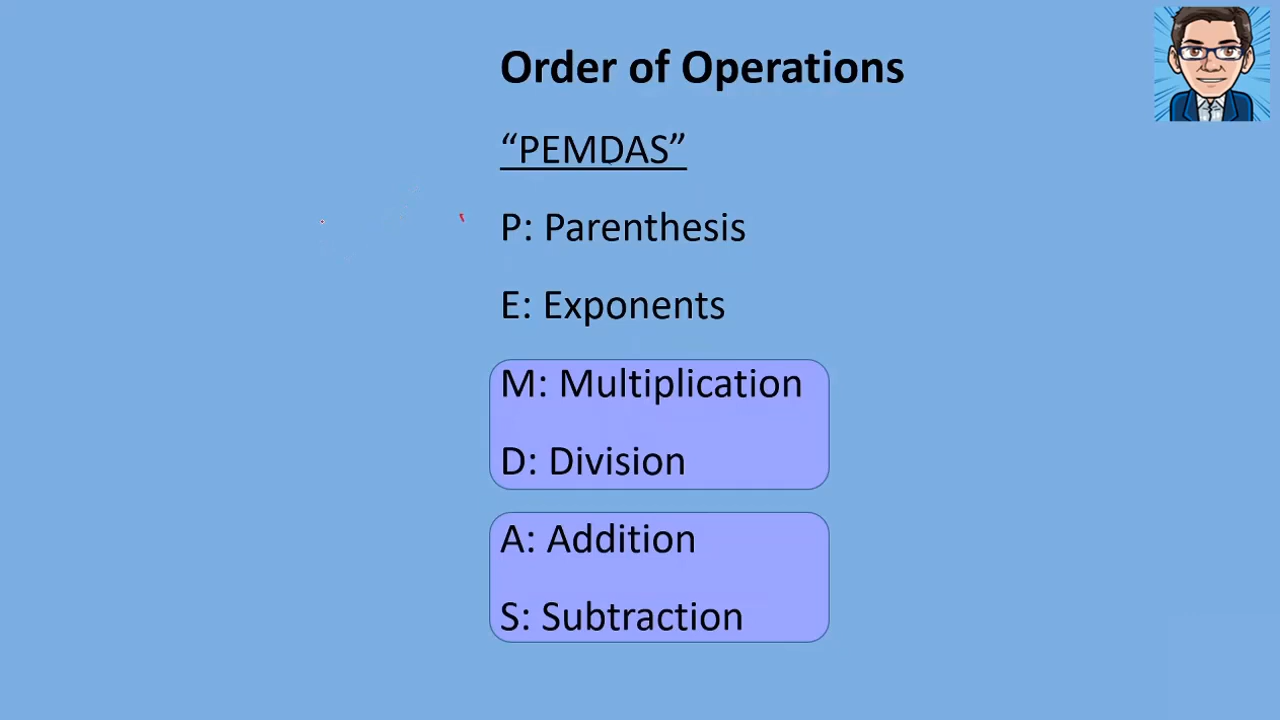 Order of Operations
“PEMDAS”
P: Parenthesis
E: Exponents
M: Multiplication
D: Division
A: Addition
S: Subtraction